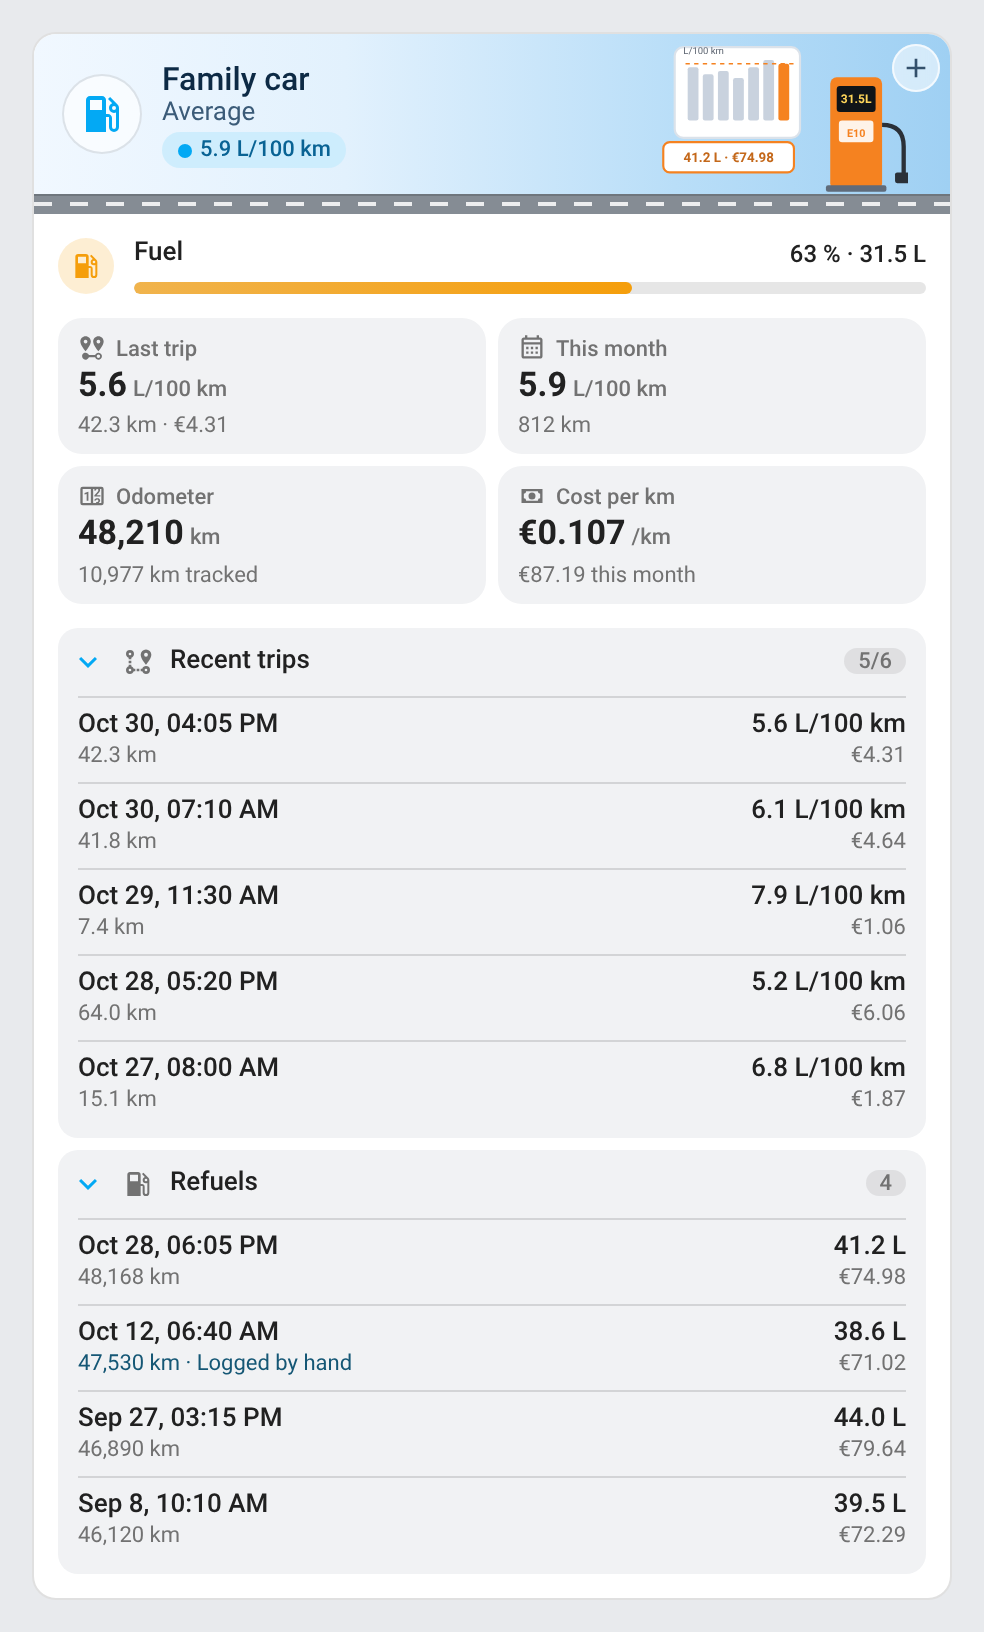 Family car
Average
5.9 L/100 km
L/100 km
41.2 L · €74.98
31.5L
E10
Fuel
63 % · 31.5 L
Last trip
5.6 L/100 km
42.3 km · €4.31
This month
5.9 L/100 km
812 km
Odometer
48,210 km
10,977 km tracked
Cost per km
€0.107 /km
€87.19 this month
Recent trips
5/6
Oct 30, 04:05 PM
5.6 L/100 km
42.3 km
€4.31
Oct 30, 07:10 AM
6.1 L/100 km
41.8 km
€4.64
Oct 29, 11:30 AM
7.9 L/100 km
7.4 km
€1.06
Oct 28, 05:20 PM
5.2 L/100 km
64.0 km
€6.06
Oct 27, 08:00 AM
6.8 L/100 km
15.1 km
€1.87
Refuels
4
Oct 28, 06:05 PM
41.2 L
48,168 km
€74.98
Oct 12, 06:40 AM
38.6 L
47,530 km · Logged by hand
€71.02
Sep 27, 03:15 PM
44.0 L
46,890 km
€79.64
Sep 8, 10:10 AM
39.5 L
46,120 km
€72.29